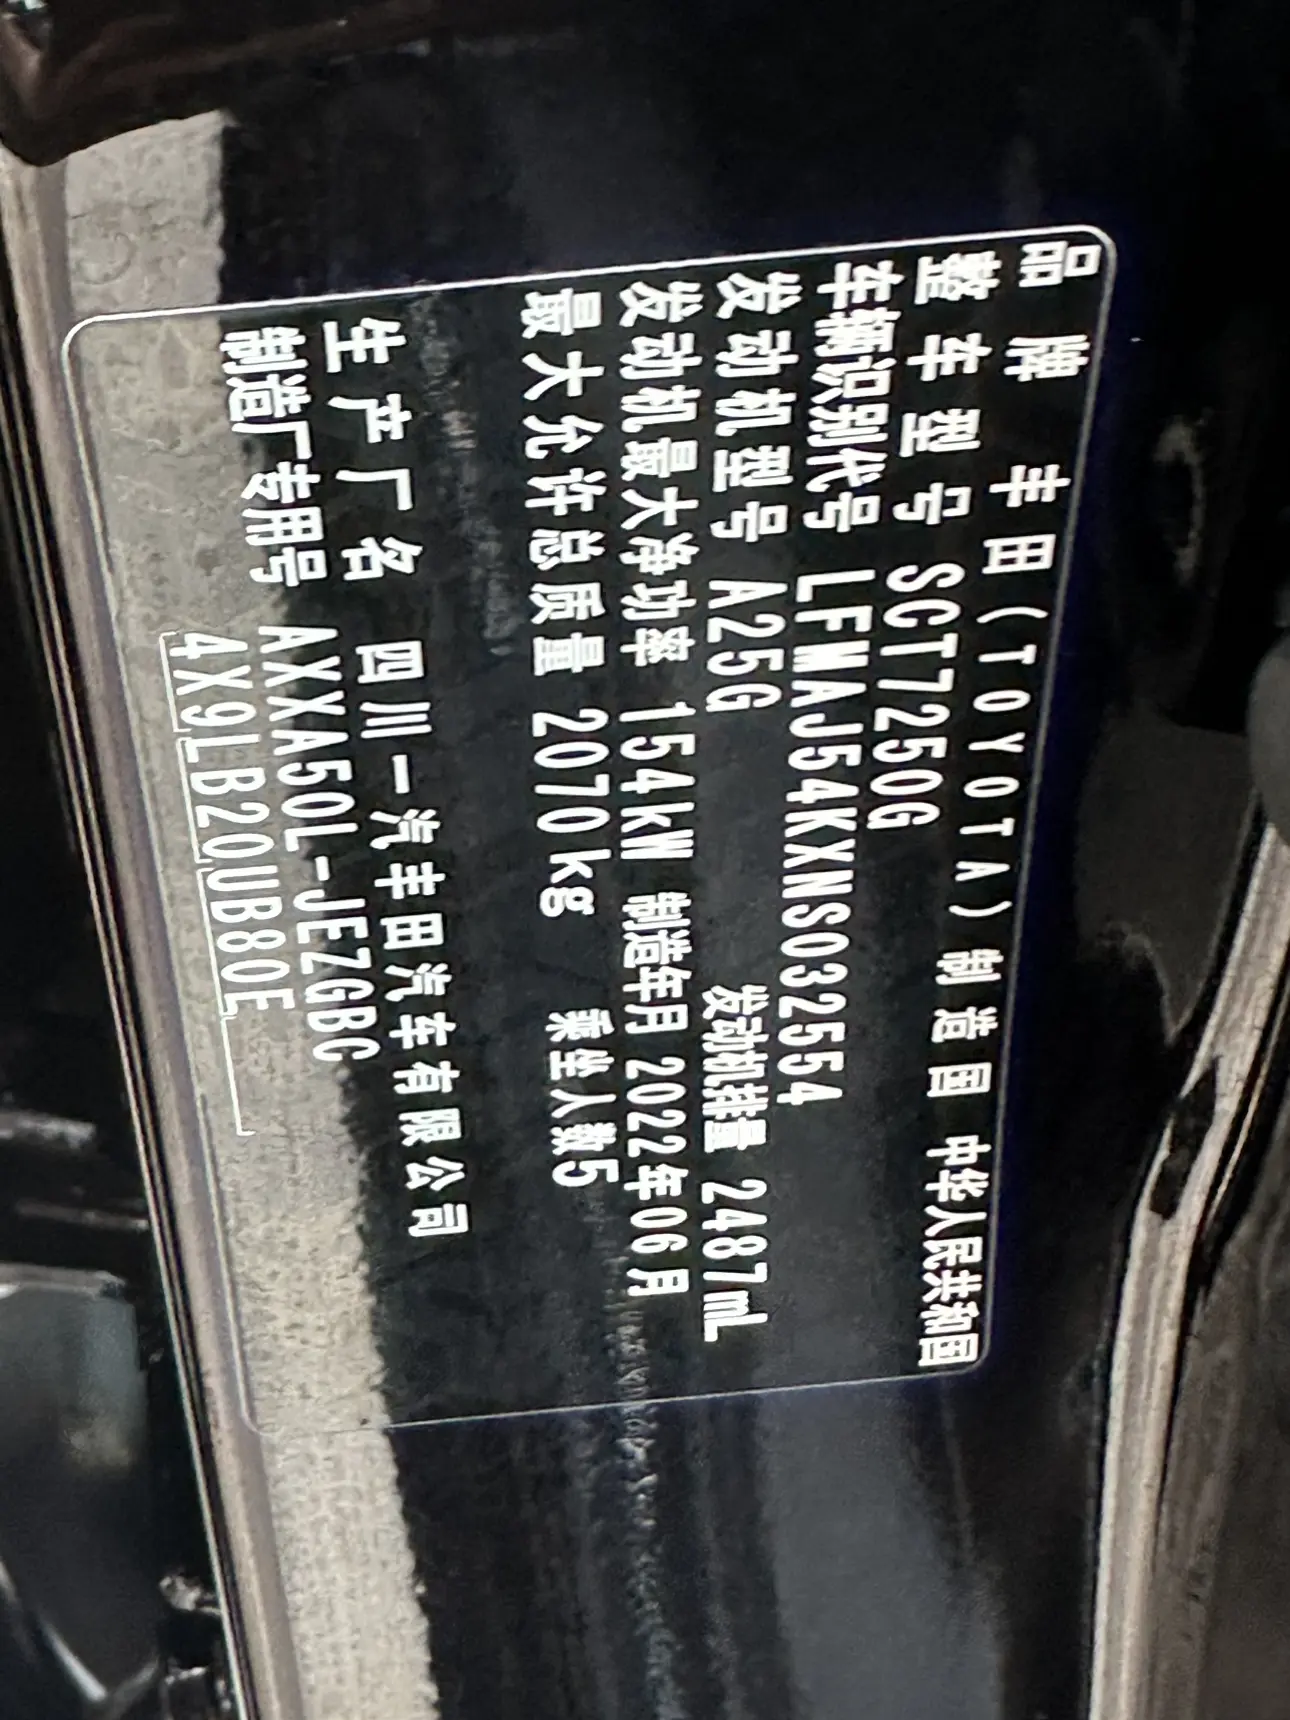 品牌 丰田(TOYOTA) 制造国 中华人民共和国
整车型号 SCT7250G
车辆识别代号 LFMAJ54KXNS032554
发动机型号 A25G 发动机排量 2487mL
发动机最大净功率 154kW 制造年月 2022年06月
最大允许总质量 2070kg 乘坐人数5
生产厂名 四川一汽丰田汽车有限公司
制造厂专用号 AXXA50L-JEZGBC
4X9LB20UB80E